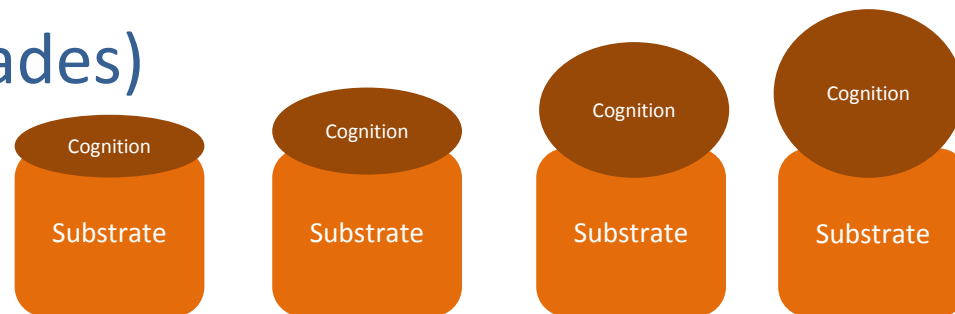 ades)
Cognition
Cognition
Cognition
Cognition
Substrate
Substrate
Substrate
Substrate